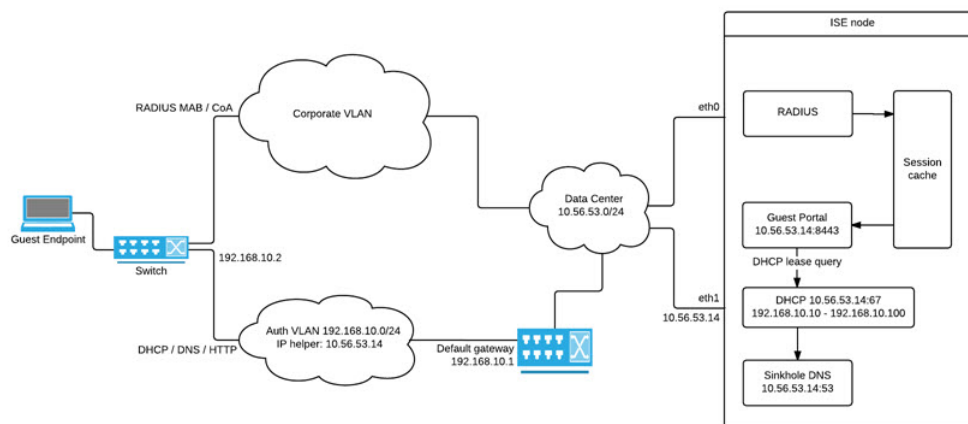 ISE node
RADIUS MAB / CoA
Corporate VLAN
eth0
RADIUS
Session
cache
Data Center
10.56.53.0/24
Guest Endpoint
Switch
192.168.10.2
Guest Portal
10.56.53.14:8443
DHCP lease query
eth1
10.56.53.14
DHCP 10.56.53.14:67
192.168.10.10 - 192.168.10.100
DHCP / DNS / HTTP
Auth VLAN 192.168.10.0/24
IP helper: 10.56.53.14
Default gateway
192.168.10.1
Sinkhole DNS
10.56.53.14:53